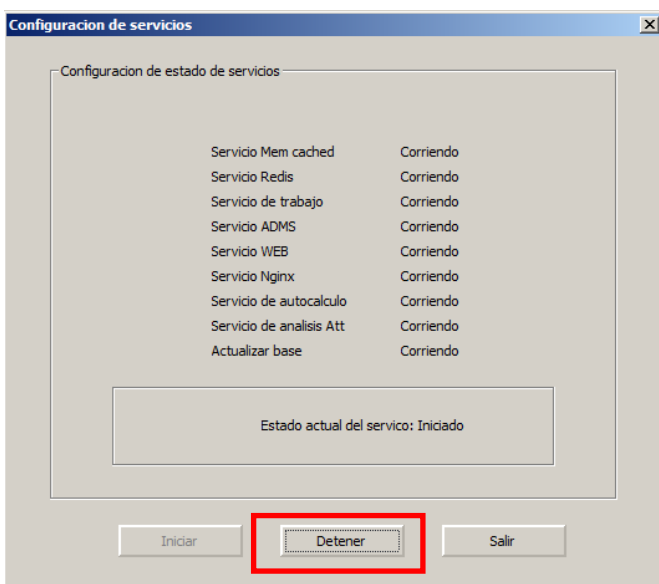 Configuracion de servicios
Configuracion de estado de servicios
Servicio Mem cached Corriendo
Servicio Redis Corriendo
Servicio de trabajo Corriendo
Servicio ADMS Corriendo
Servicio WEB Corriendo
Servicio Nginx Corriendo
Servicio de autocalculo Corriendo
Servicio de analisis Att Corriendo
Actualizar base Corriendo
Estado actual del servico: Iniciado
Iniciar Detener Salir